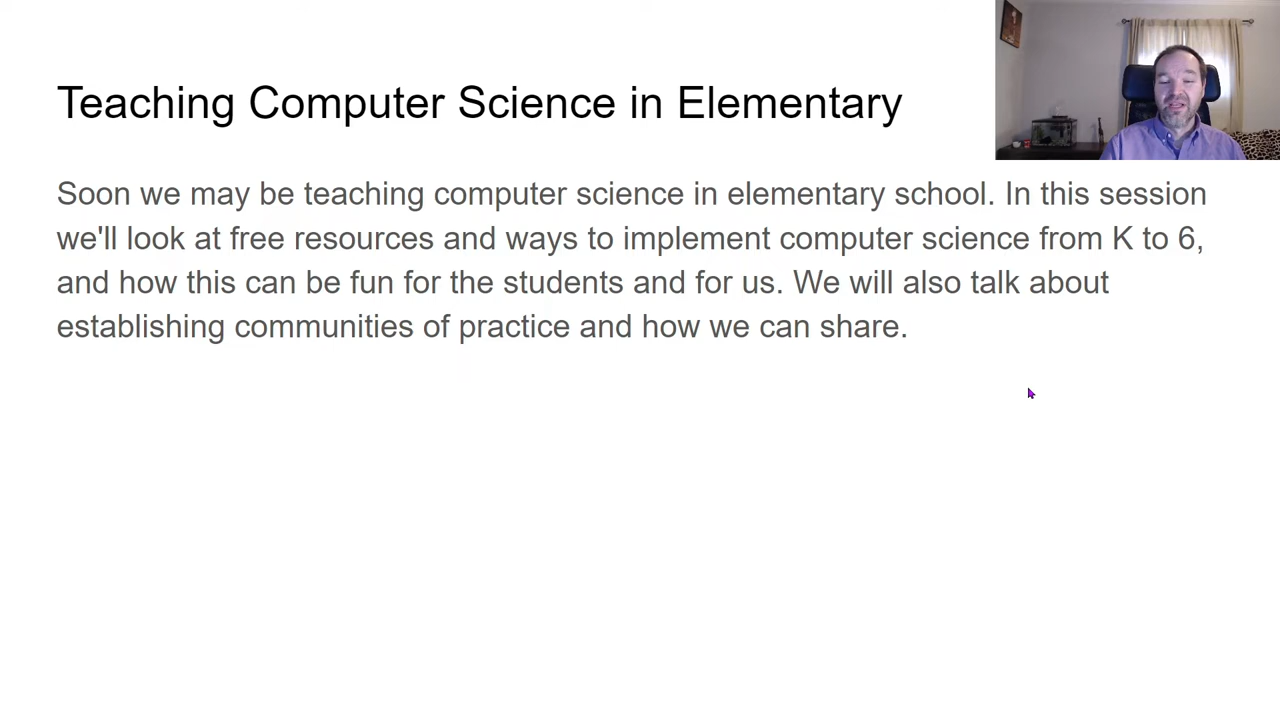 Teaching Computer Science in Elementary
Soon we may be teaching computer science in elementary school. In this session
we'll look at free resources and ways to implement computer science from K to 6,
and how this can be fun for the students and for us. We will also talk about
establishing communities of practice and how we can share.